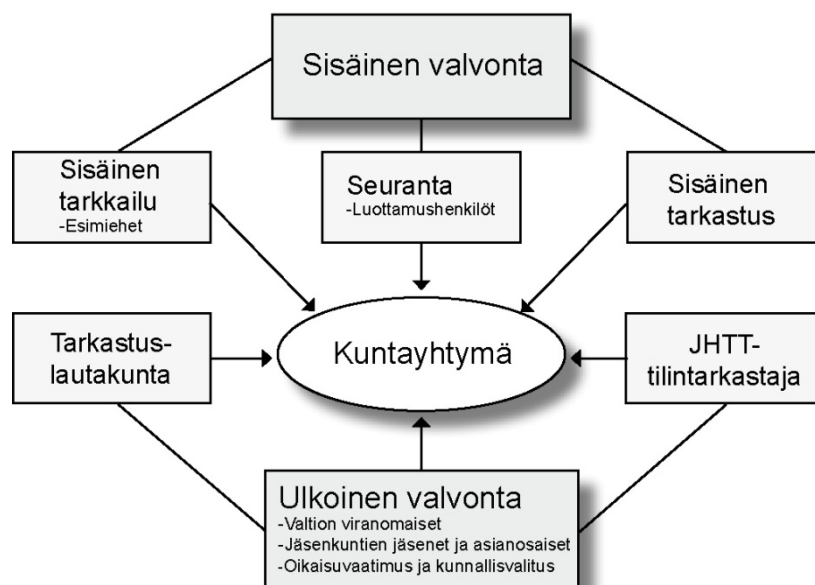 Sisäinen valvonta
Sisäinen
tarkkailu
-Esimiehet
Seuranta
-Luottamushenkilöt
Sisäinen
tarkastus
Tarkastus-
lautakunta
Kuntayhtymä
JHTT-
tilintarkastaja
Ulkoinen valvonta
-Valtion viranomaiset
-Jäsenkuntien jäsenet ja asianosaiset
-Oikaisuvaatimus ja kunnallisvalitus